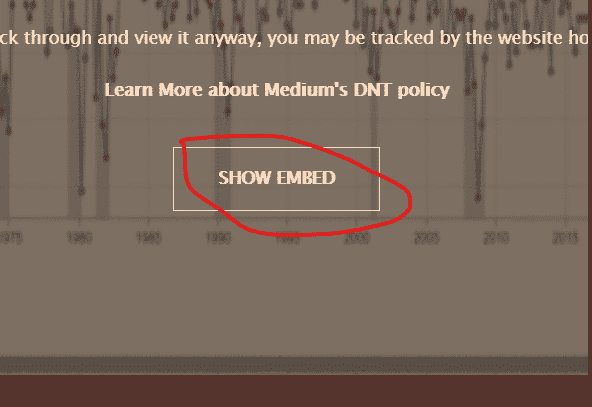 ck through and view it anyway, you may be tracked by the website ho
Learn More about Medium's DNT policy
SHOW EMBED
1975 1980 1985 1990 1995 2000 2005 2010 2015